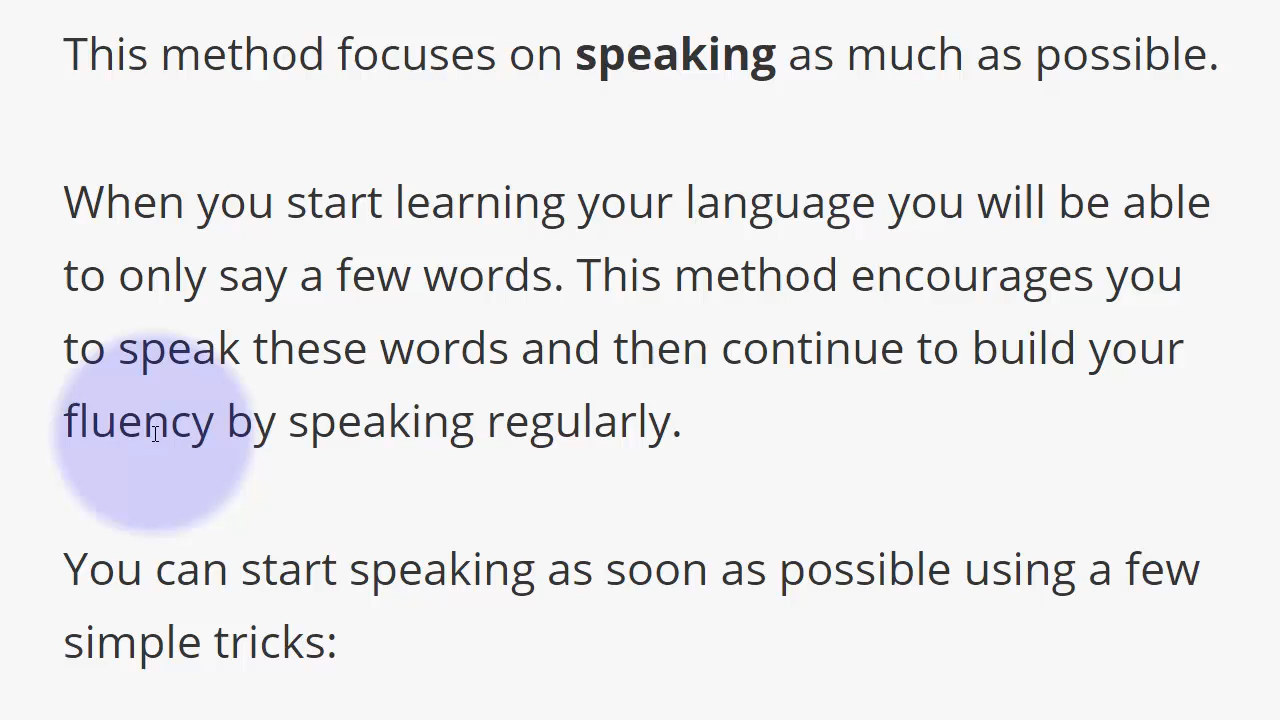 This method focuses on speaking as much as possible.
When you start learning your language you will be able
to only say a few words. This method encourages you
to speak these words and then continue to build your
fluency by speaking regularly.
You can start speaking as soon as possible using a few
simple tricks: